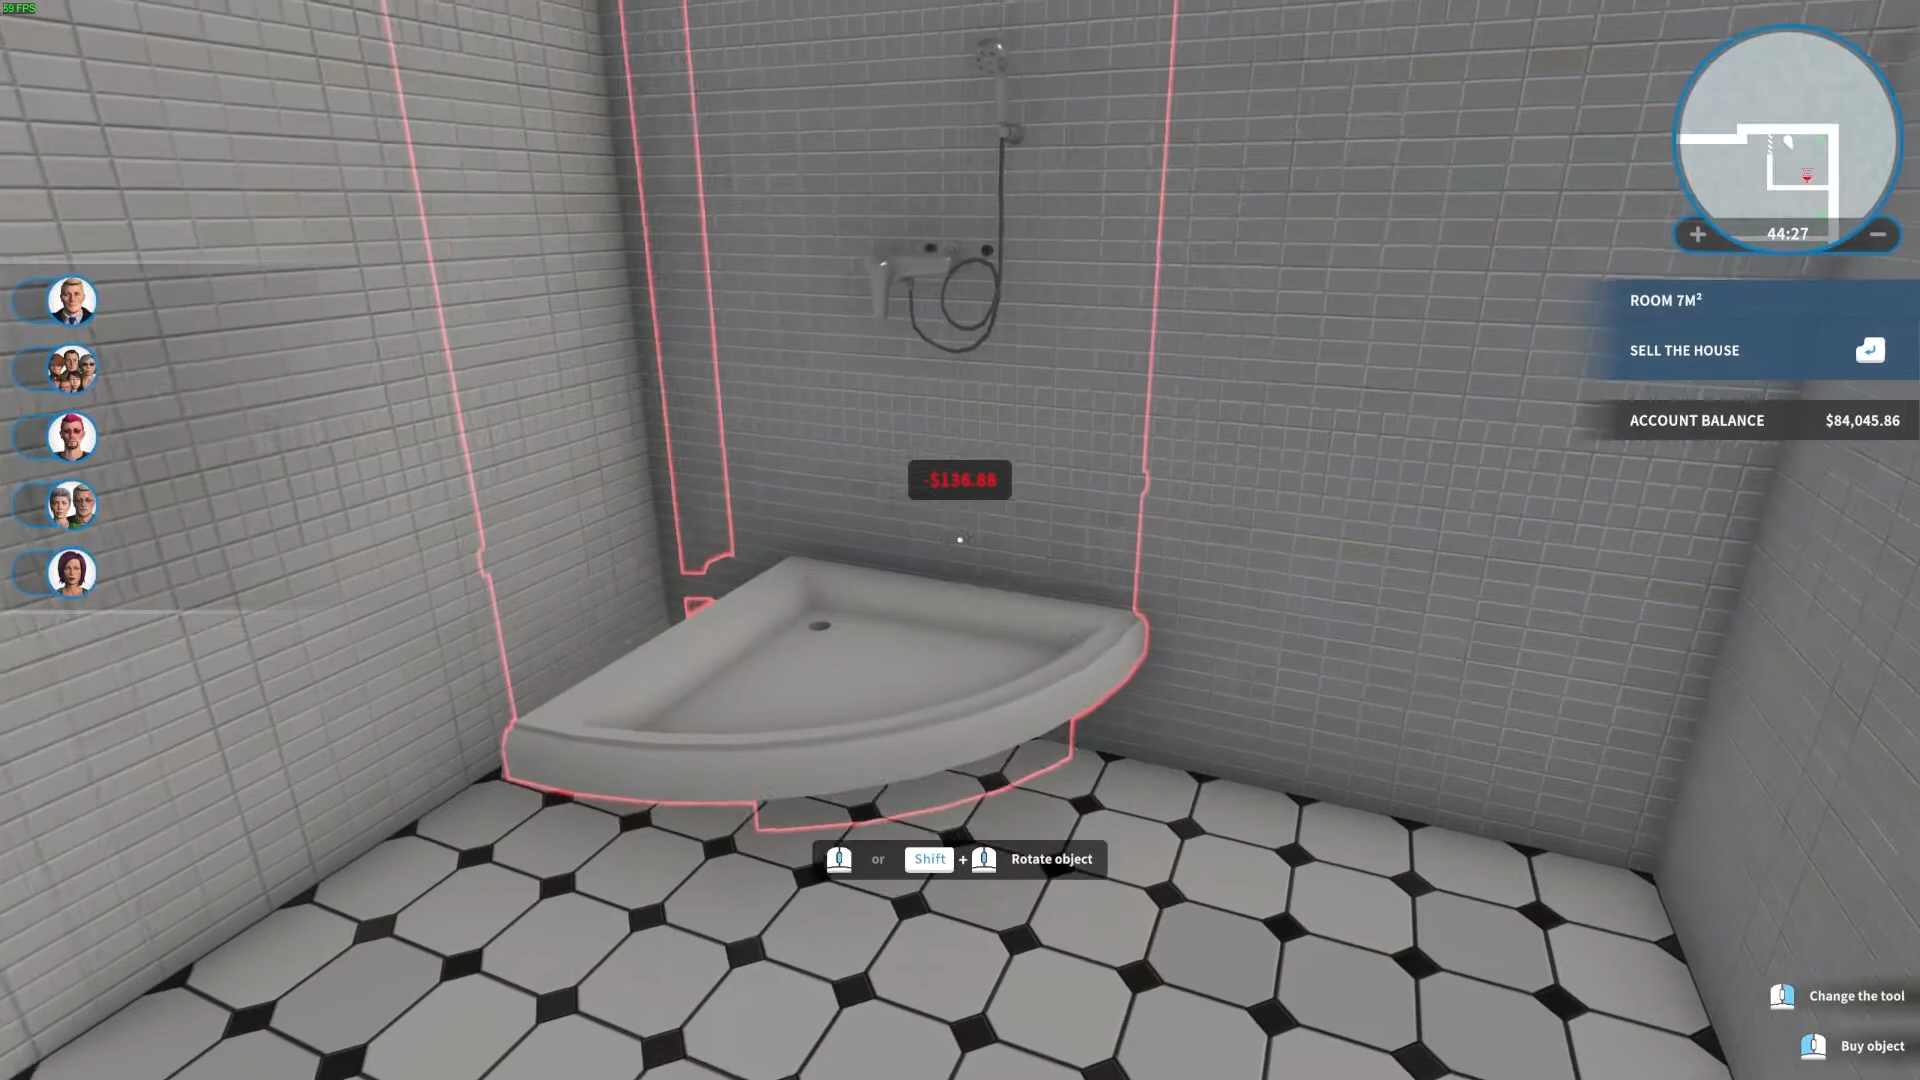 59 FPS
44:27
ROOM 7M²
SELL THE HOUSE
ACCOUNT BALANCE $84,045.86
-$136.88
or Shift + Rotate object
Change the tool
Buy object